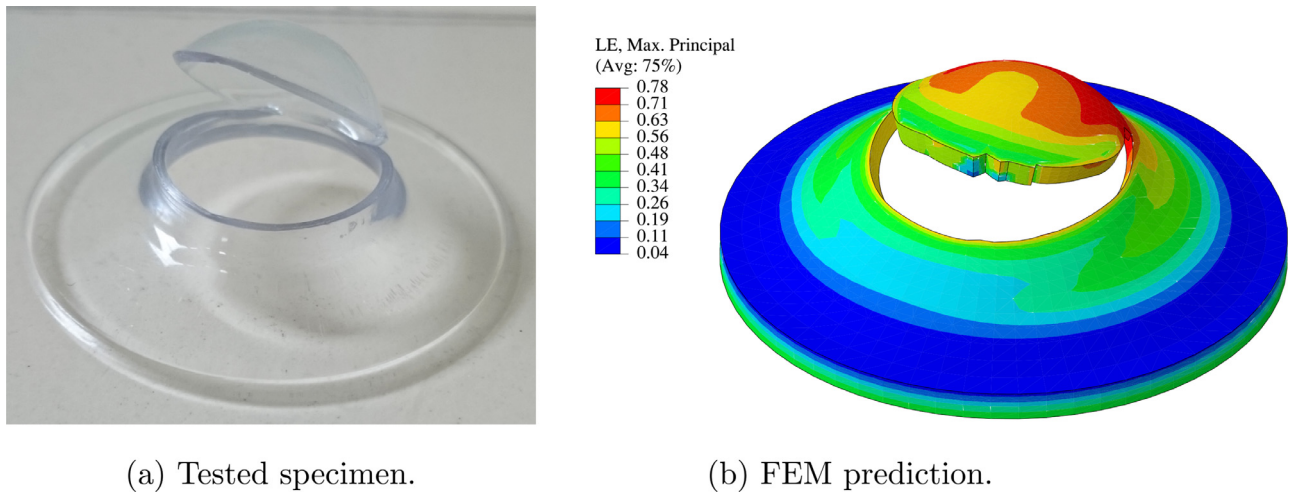 LE, Max. Principal
(Avg: 75%)
0.78
0.71
0.63
0.56
0.48
0.41
0.34
0.26
0.19
0.11
0.04
(a) Tested specimen.
(b) FEM prediction.